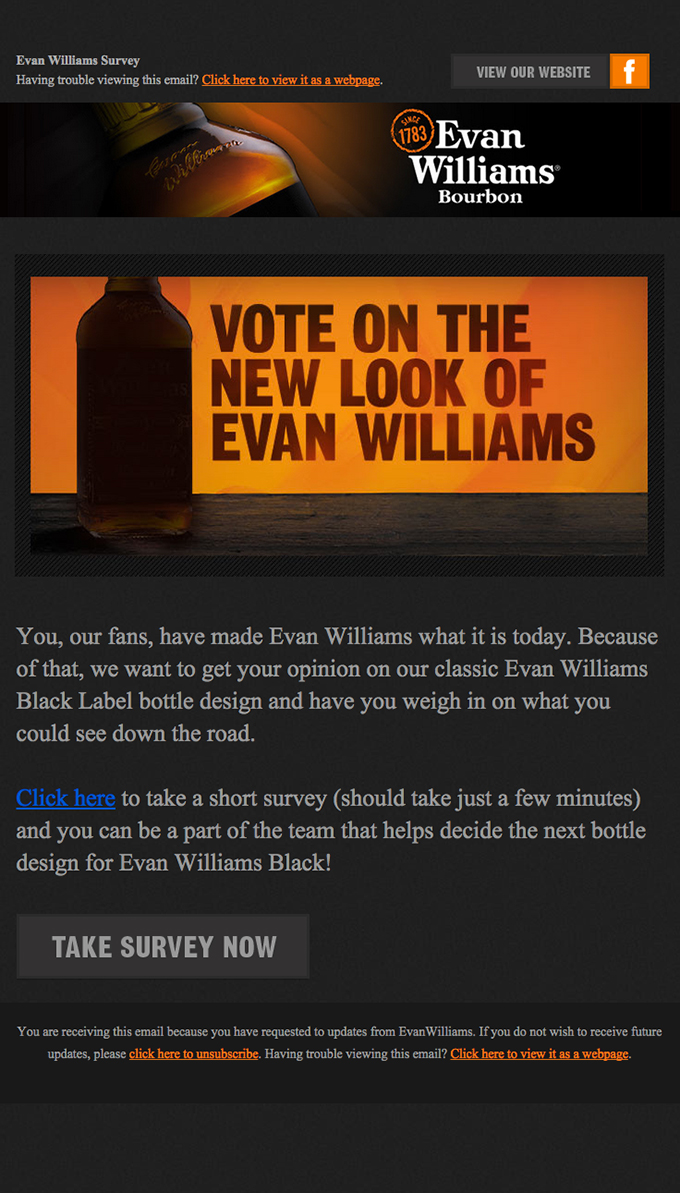 Evan Williams Survey
Having trouble viewing this email? Click here to view it as a webpage.
VIEW OUR WEBSITE
f
Evan
Williams
SINCE
1783
Evan
Williams®
Bourbon
VOTE ON THE
NEW LOOK OF
EVAN WILLIAMS
You, our fans, have made Evan Williams what it is today. Because
of that, we want to get your opinion on our classic Evan Williams
Black Label bottle design and have you weigh in on what you
could see down the road.
Click here to take a short survey (should take just a few minutes)
and you can be a part of the team that helps decide the next bottle
design for Evan Williams Black!
TAKE SURVEY NOW
You are receiving this email because you have requested to updates from EvanWilliams. If you do not wish to receive future
updates, please click here to unsubscribe. Having trouble viewing this email? Click here to view it as a webpage.